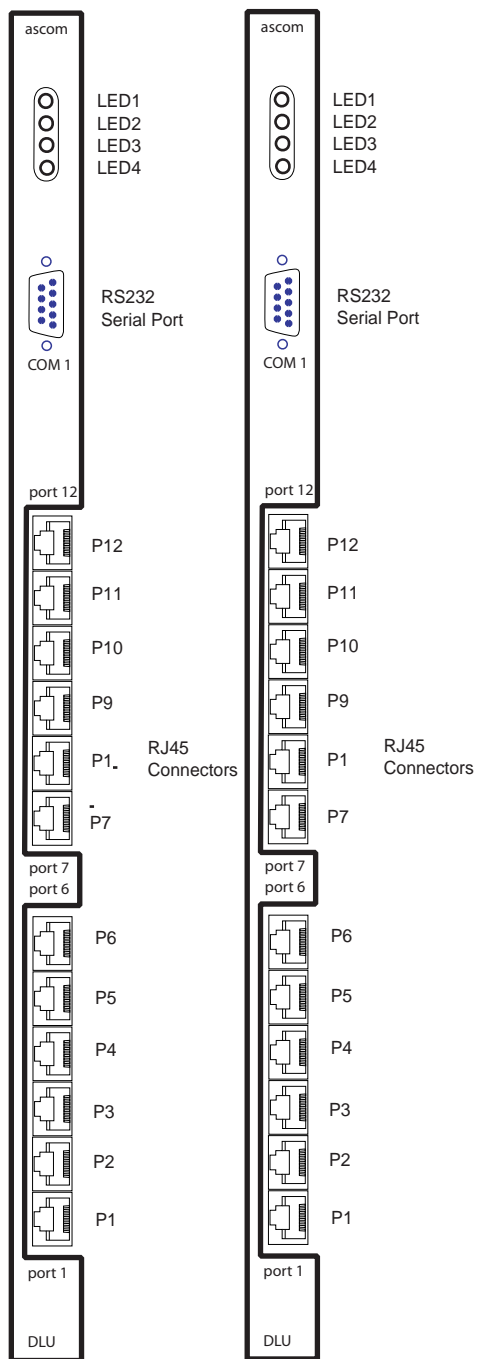 ascom
LED1
LED2
LED3
LED4
RS232
Serial Port
COM 1
port 12
P12
P11
P10
P9
P1-
RJ45
Connectors
P7
port 7
port 6
P6
P5
P4
P3
P2
P1
port 1
DLU
ascom
LED1
LED2
LED3
LED4
RS232
Serial Port
COM 1
port 12
P12
P11
P10
P9
P1
RJ45
Connectors
P7
port 7
port 6
P6
P5
P4
P3
P2
P1
port 1
DLU